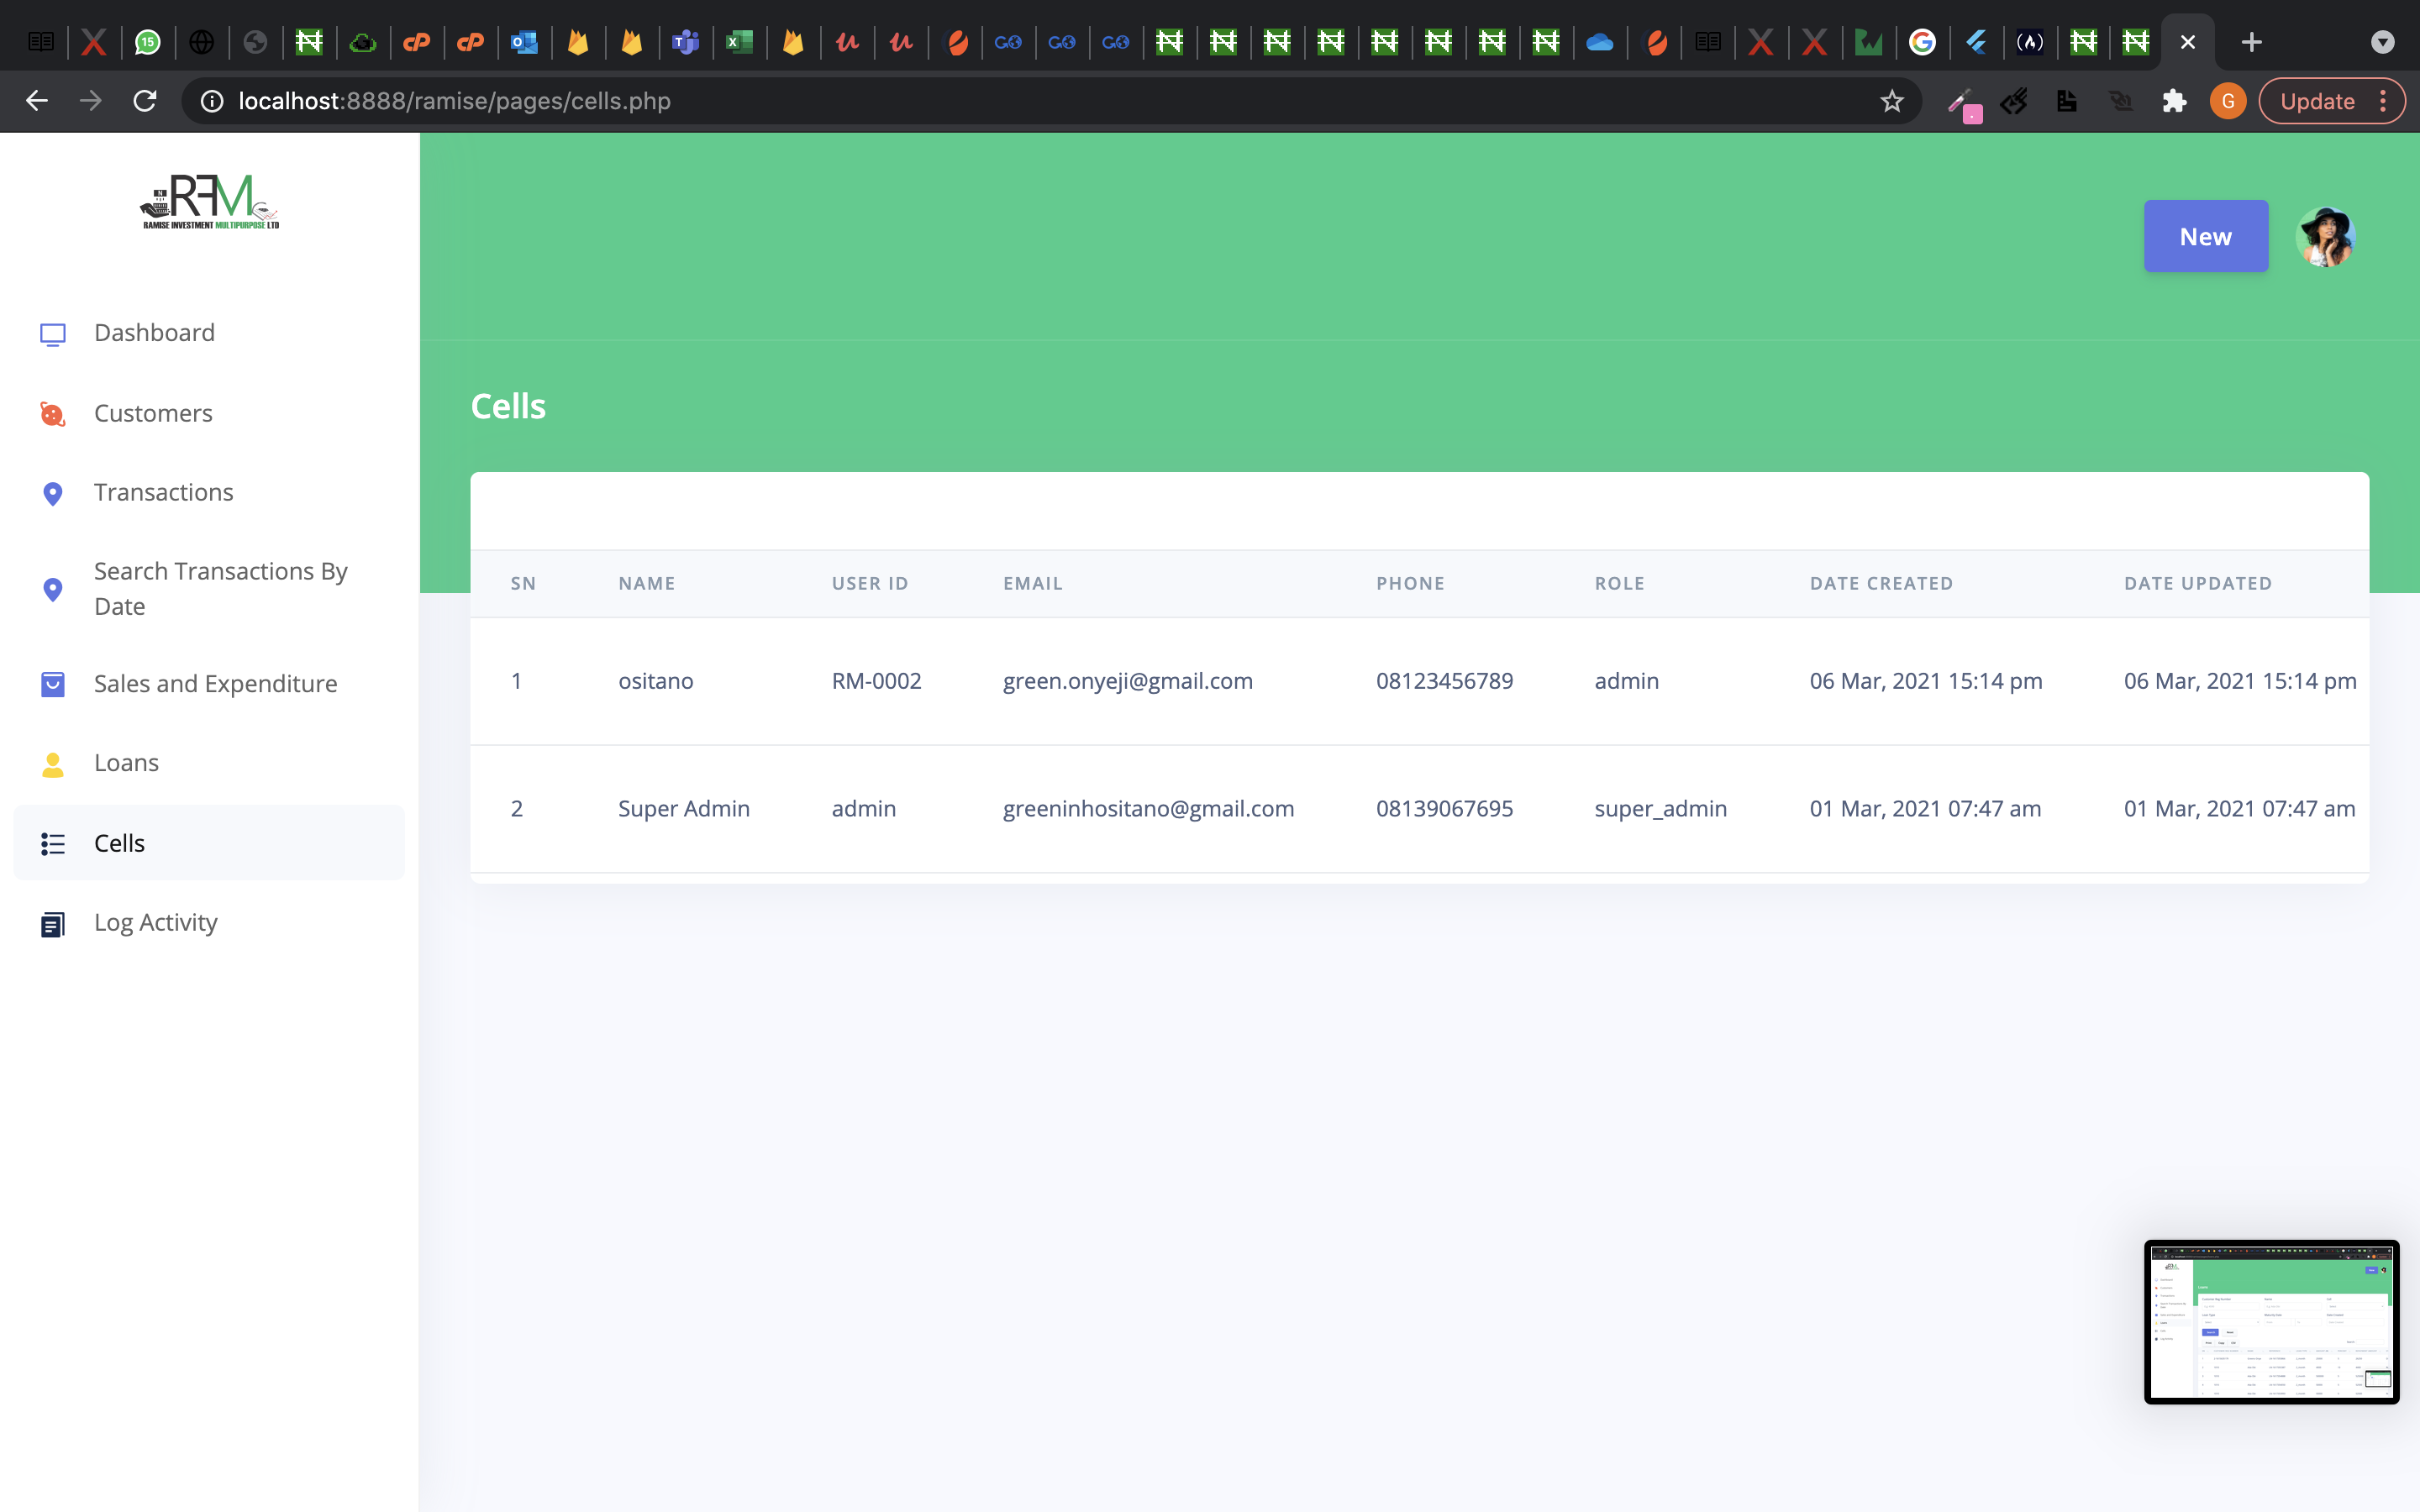 15
localhost:8888/ramise/pages/cells.php
G
Update
RFM
RAMISE INVESTMENT MULTIPURPOSE LTD
New
Dashboard
Customers
Transactions
Search Transactions By
Date
Sales and Expenditure
Loans
Cells
Log Activity
Cells
SN NAME USER ID EMAIL PHONE ROLE DATE CREATED DATE UPDATED
1 ositano RM-0002 green.onyeji@gmail.com 08123456789 admin 06 Mar, 2021 15:14 pm 06 Mar, 2021 15:14 pm
2 Super Admin admin greeninhositano@gmail.com 08139067695 super_admin 01 Mar, 2021 07:47 am 01 Mar, 2021 07:47 am